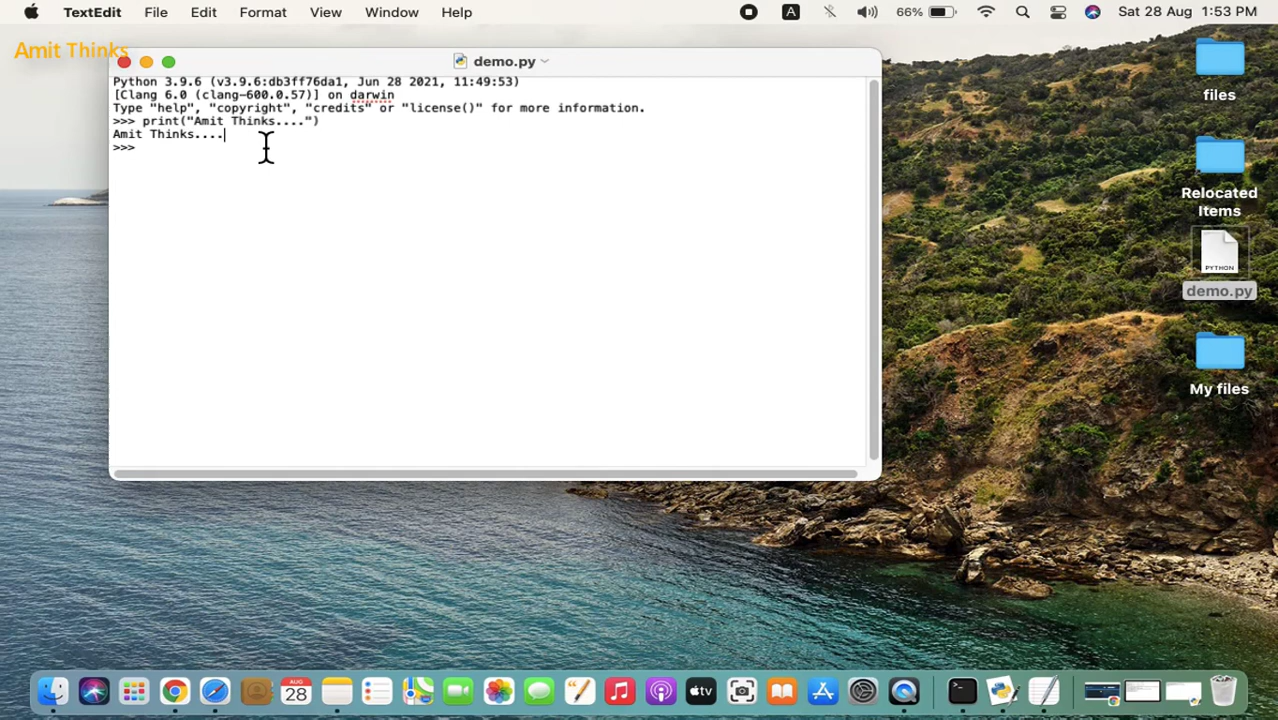 TextEdit File Edit Format View Window Help A 66% Sat 28 Aug 1:53 PM
Amit Thinks
demo.py
Python 3.9.6 (v3.9.6:db3ff76da1, Jun 28 2021, 11:49:53)
[Clang 6.0 (clang-600.0.57)] on darwin
Type "help", "copyright", "credits" or "license()" for more information.
>>> print("Amit Thinks....")
Amit Thinks....
>>>
files
Relocated
Items
PYTHON
demo.py
My files
AUG
28
tv